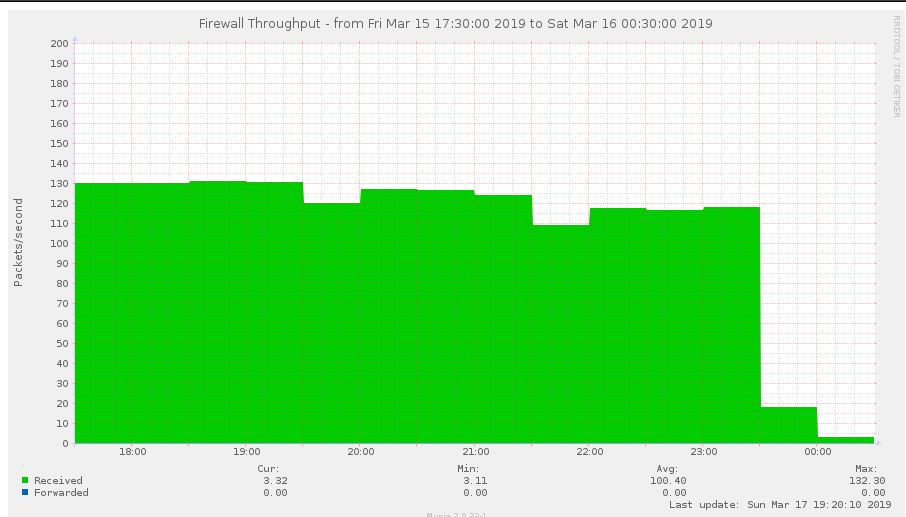 Firewall Throughput - from Fri Mar 15 17:30:00 2019 to Sat Mar 16 00:30:00 2019
RRDTOOL / TOBI OETIKER
Packets/second
200
190
180
170
160
150
140
130
120
110
100
90
80
70
60
50
40
30
20
10
0
18:00 19:00 20:00 21:00 22:00 23:00 00:00
Cur: Min: Avg: Max:
Received 3.32 3.11 100.40 132.30
Forwarded 0.00 0.00 0.00 0.00
Last update: Sun Mar 17 19:20:10 2019